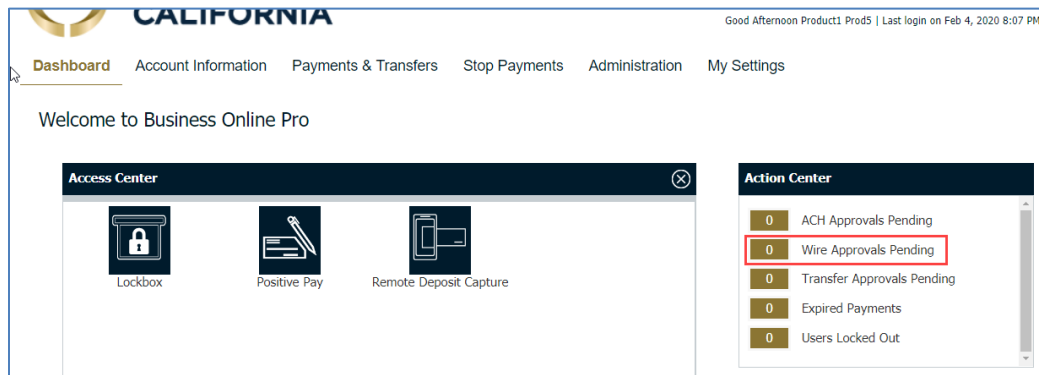 CALIFORNIA
Good Afternoon Product1 Prod5 | Last login on Feb 4, 2020 8:07 PM
Dashboard Account Information Payments & Transfers Stop Payments Administration My Settings
Welcome to Business Online Pro
Access Center
Lockbox
Positive Pay
Remote Deposit Capture
Action Center
0 ACH Approvals Pending
0 Wire Approvals Pending
0 Transfer Approvals Pending
0 Expired Payments
0 Users Locked Out